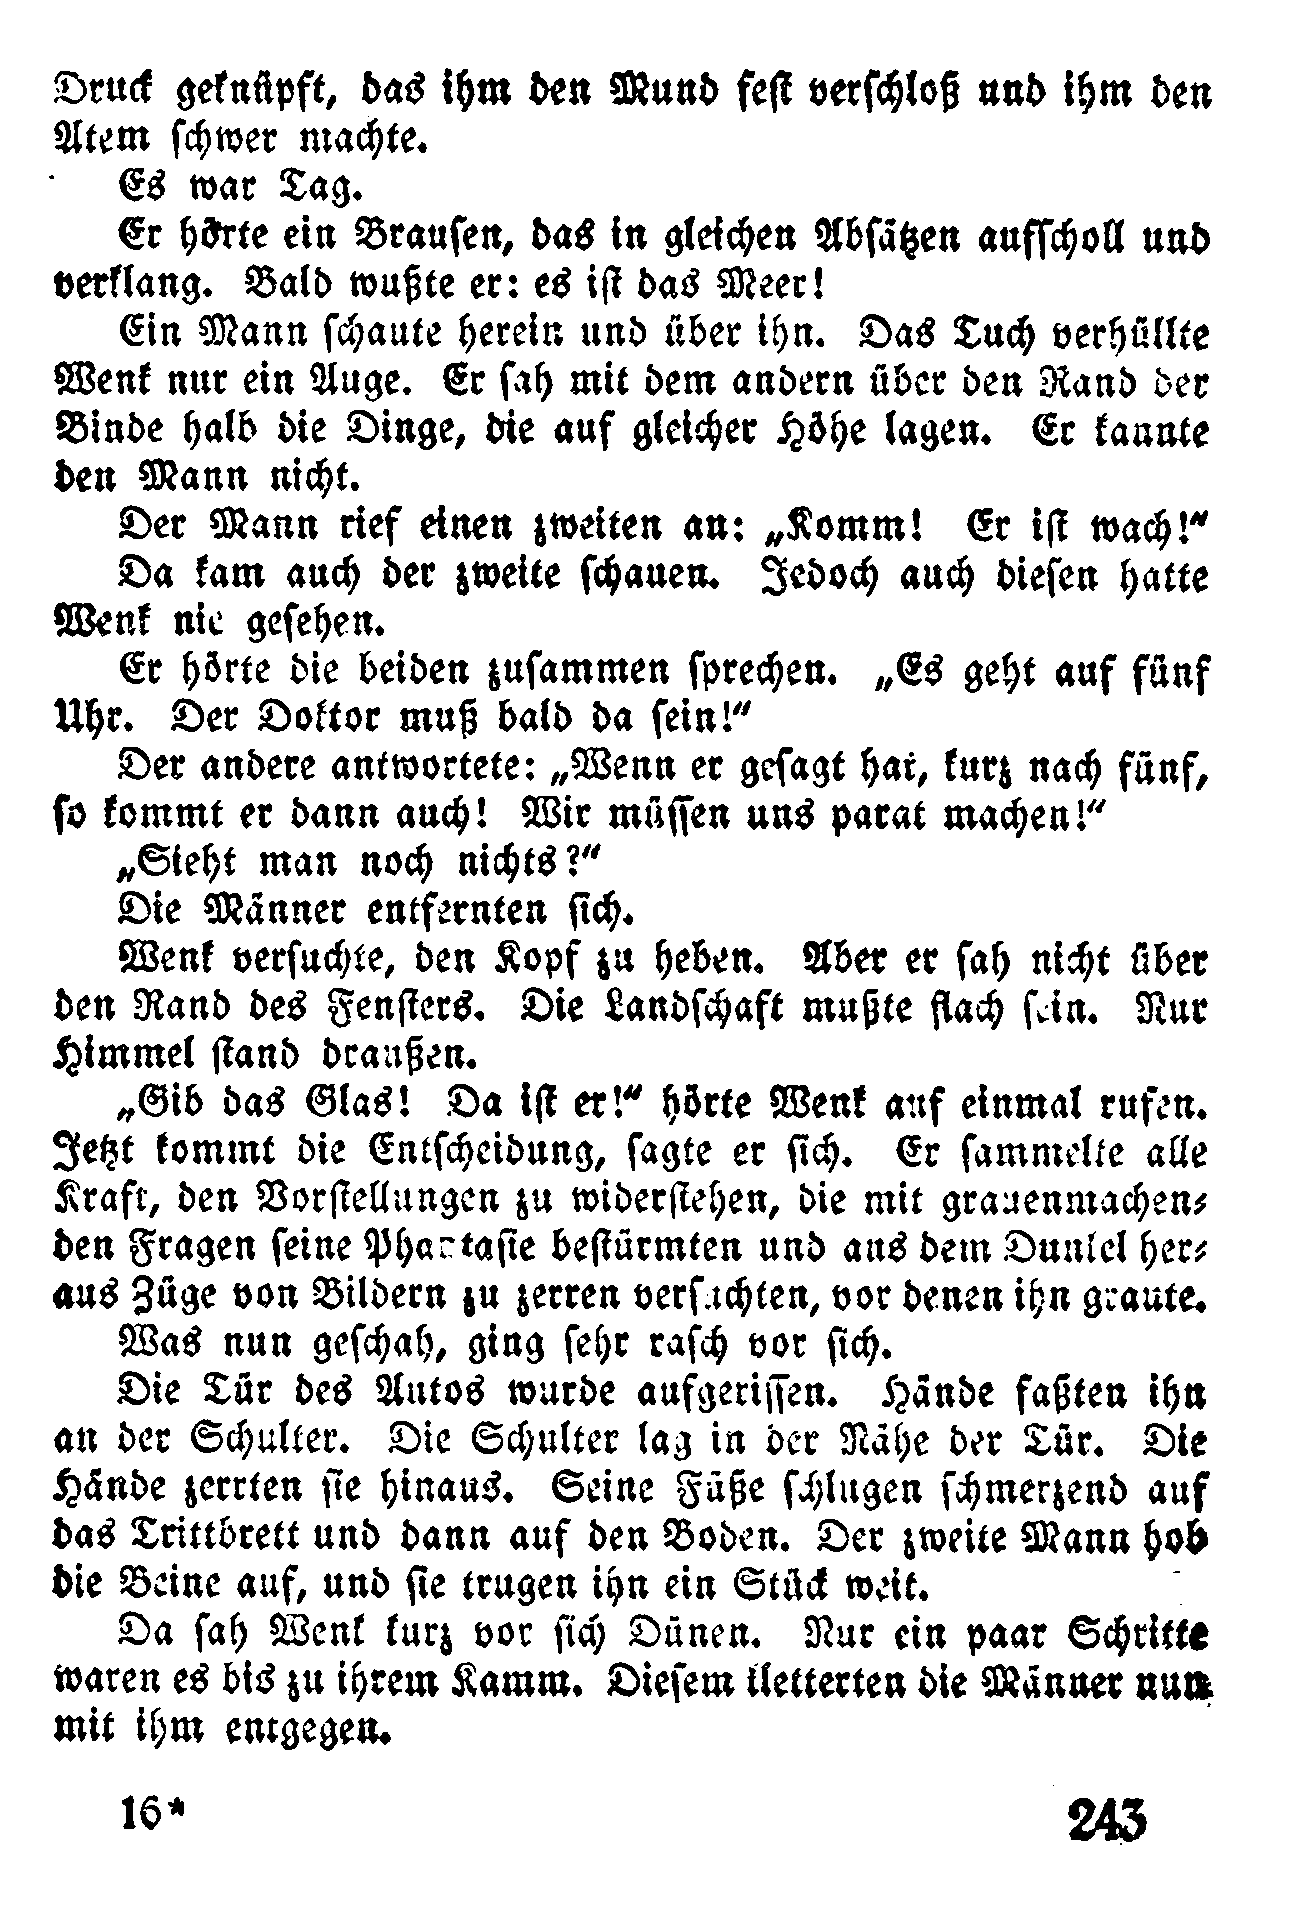 Druck geknüpft, das ihm den Mund fest verschloß und ihm den
Atem schwer machte.
Es war Tag.
Er hörte ein Brausen, das in gleichen Absätzen aufscholl und
verklang. Bald wußte er: es ist das Meer!
Ein Mann schaute herein und über ihn. Das Tuch verhüllte
Wenk nur ein Auge. Er sah mit dem andern über den Rand der
Binde halb die Dinge, die auf gleicher Höhe lagen. Er kannte
den Mann nicht.
Der Mann rief einen zweiten an: „Komm! Er ist wach!“
Da kam auch der zweite schauen. Jedoch auch diesen hatte
Wenk nie gesehen.
Er hörte die beiden zusammen sprechen. „Es geht auf fünf
Uhr. Der Doktor muß bald da sein!“
Der andere antwortete: „Wenn er gesagt hat, kurz nach fünf,
so kommt er dann auch! Wir müssen uns parat machen!“
„Sieht man noch nichts?“
Die Männer entfernten sich.
Wenk versuchte, den Kopf zu heben. Aber er sah nicht über
den Rand des Fensters. Die Landschaft mußte flach sein. Nur
Himmel stand draußen.
„Gib das Glas! Da ist er!“ hörte Wenk auf einmal rufen.
Jetzt kommt die Entscheidung, sagte er sich. Er sammelte alle
Kraft, den Vorstellungen zu widerstehen, die mit grauenmachen-
den Fragen seine Phantasie bestürmten und aus dem Dunkel her-
aus Züge von Bildern zu zerren versuchten, vor denen ihn graute.
Was nun geschah, ging sehr rasch vor sich.
Die Tür des Autos wurde aufgerissen. Hände faßten ihn
an der Schulter. Die Schulter lag in der Nähe der Tür. Die
Hände zerrten sie hinaus. Seine Füße schlugen schmerzend auf
das Trittbrett und dann auf den Boden. Der zweite Mann hob
die Beine auf, und sie trugen ihn ein Stück weit.
Da sah Wenk kurz vor sich Dünen. Nur ein paar Schritte
waren es bis zu ihrem Kamm. Diesem kletterten die Männer nun
mit ihm entgegen.
16* 243